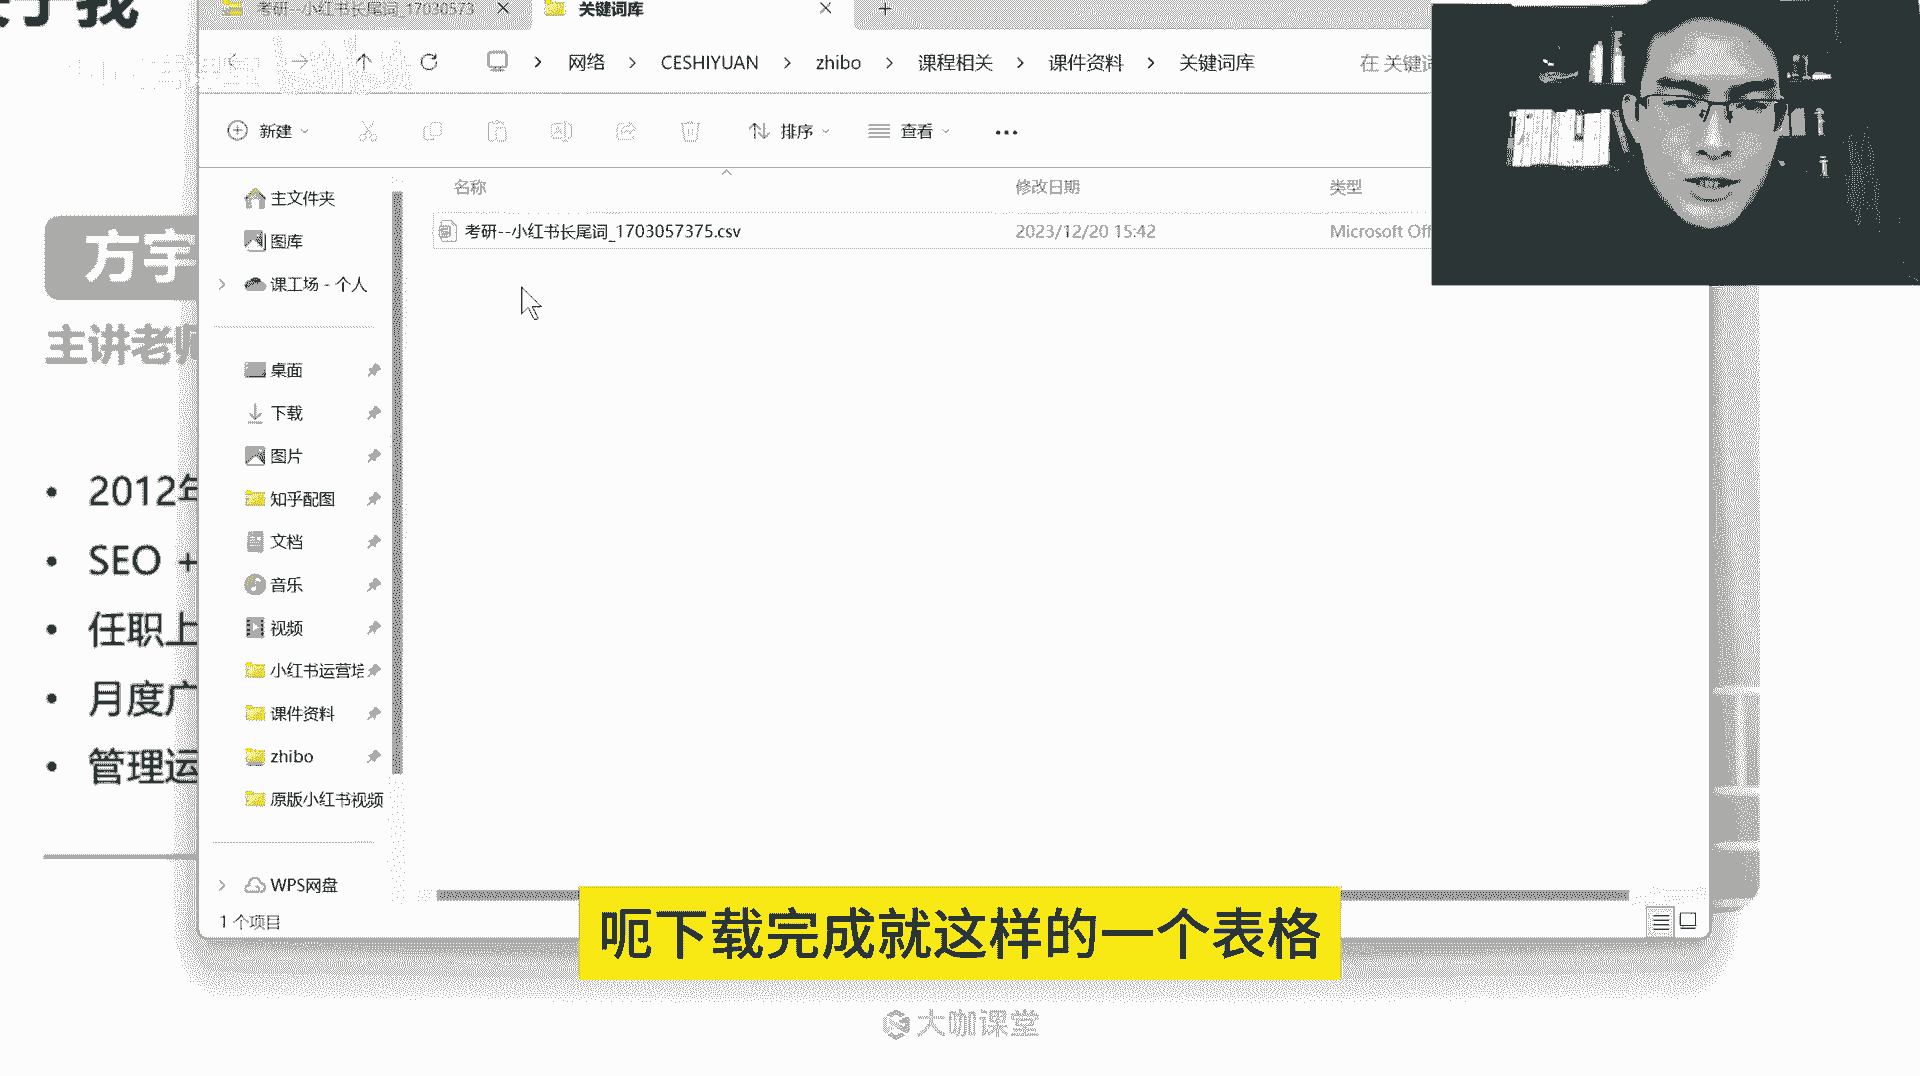 于我
考研--小红书长尾词_17030573
关键词库
网络 > CESHIYUAN > zhibo > 课程相关 > 课件资料 > 关键词库
在 关键词
新建
排序
查看
主文件夹
图库
课工场 - 个人
桌面
下载
图片
知乎配图
文档
音乐
视频
小红书运营培
课件资料
zhibo
原版小红书视频
WPS网盘
1 个项目
名称
修改日期
类型
考研--小红书长尾词_1703057375.csv
2023/12/20 15:42
Microsoft Off
方宇
主讲老师
• 2012年
• SEO +
• 任职上
• 月度广
• 管理运
呃下载完成就这样的一个表格
大咖课堂